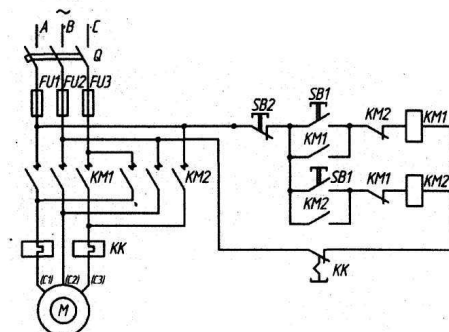 ~
A B C
Q
FU1 FU2 FU3
SB2 SB1 KM2 KM1
KM1
KM1 KM2
SB1 KM1 KM2
KM2
KK KK
(C1) (C2) (C3)
M